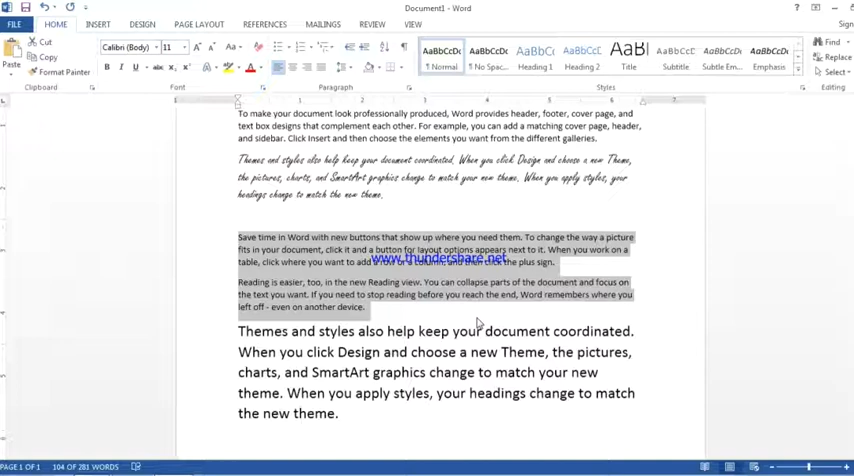 Document1 - Word
Sign
FILE HOME INSERT DESIGN PAGE LAYOUT REFERENCES MAILINGS REVIEW VIEW
Cut
Copy
Format Painter
Paste
Calibri (Body) 11
AaBbCcDc AaBbCcDc AaBbCc AaBbCc AaBl AaBbCcD AaBbCcDc AaBbCcDc
¶ Normal ¶ No Spac... Heading 1 Heading 2 Title Subtitle Subtle Em... Emphasis
Find
Replace
Select
Clipboard Font Paragraph Styles Editing
To make your document look professionally produced, Word provides header, footer, cover page, and
text box designs that complement each other. For example, you can add a matching cover page, header,
and sidebar. Click Insert and then choose the elements you want from the different galleries.
Themes and styles also help keep your document coordinated. When you click Design and choose a new Theme,
the pictures, charts, and SmartArt graphics change to match your new theme. When you apply styles, your
headings change to match the new theme.
Save time in Word with new buttons that show up where you need them. To change the way a picture
fits in your document, click it and a button for layout options appears next to it. When you work on a
table, click where you want to add a row or a column, and then click the plus sign.
www.thundershare.net
Reading is easier, too, in the new Reading view. You can collapse parts of the document and focus on
the text you want. If you need to stop reading before you reach the end, Word remembers where you
left off - even on another device.
Themes and styles also help keep your document coordinated.
When you click Design and choose a new Theme, the pictures,
charts, and SmartArt graphics change to match your new
theme. When you apply styles, your headings change to match
the new theme.
PAGE 1 OF 1 104 OF 281 WORDS